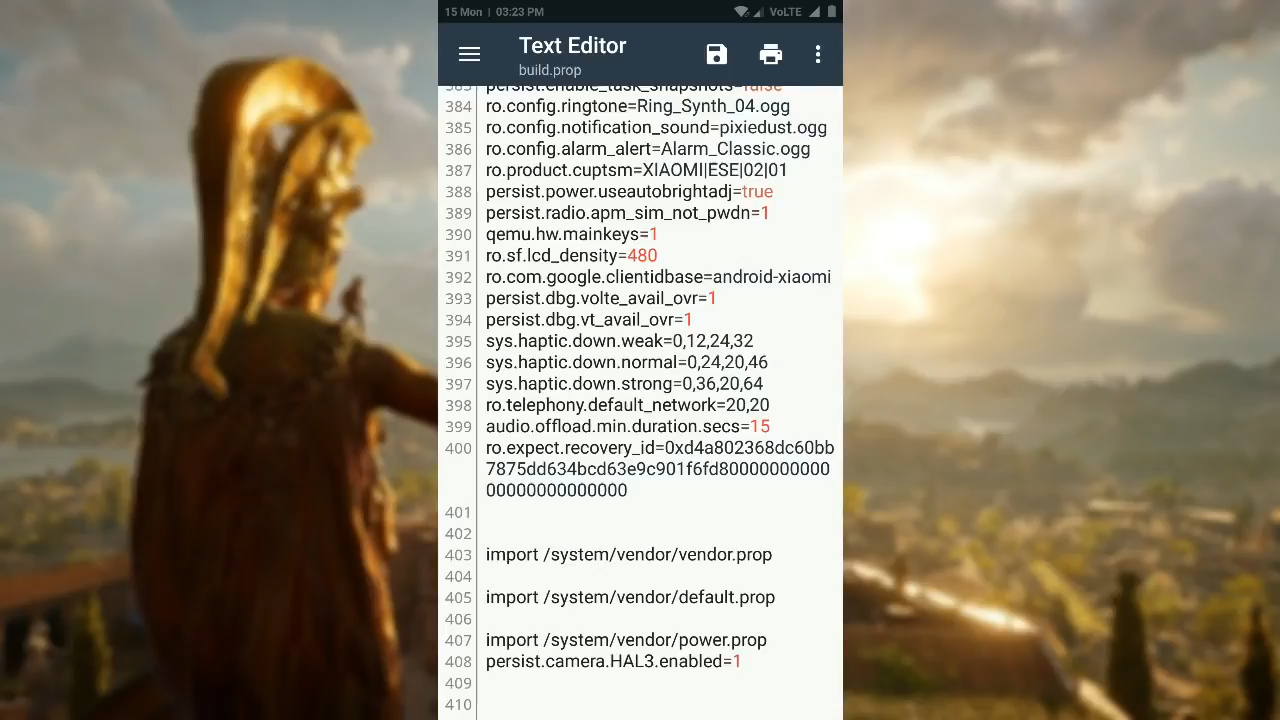 15 Mon | 03:23 PM VoLTE
Text Editor
build.prop
383 persist.enable_task_snapshots=false
384 ro.config.ringtone=Ring_Synth_04.ogg
385 ro.config.notification_sound=pixiedust.ogg
386 ro.config.alarm_alert=Alarm_Classic.ogg
387 ro.product.cuptsm=XIAOMI|ESE|02|01
388 persist.power.useautobrightadj=true
389 persist.radio.apm_sim_not_pwdn=1
390 qemu.hw.mainkeys=1
391 ro.sf.lcd_density=480
392 ro.com.google.clientidbase=android-xiaomi
393 persist.dbg.volte_avail_ovr=1
394 persist.dbg.vt_avail_ovr=1
395 sys.haptic.down.weak=0,12,24,32
396 sys.haptic.down.normal=0,24,20,46
397 sys.haptic.down.strong=0,36,20,64
398 ro.telephony.default_network=20,20
399 audio.offload.min.duration.secs=15
400 ro.expect.recovery_id=0xd4a802368dc60bb
7875dd634bcd63e9c901f6fd80000000000
00000000000000
401
402
403 import /system/vendor/vendor.prop
404
405 import /system/vendor/default.prop
406
407 import /system/vendor/power.prop
408 persist.camera.HAL3.enabled=1
409
410